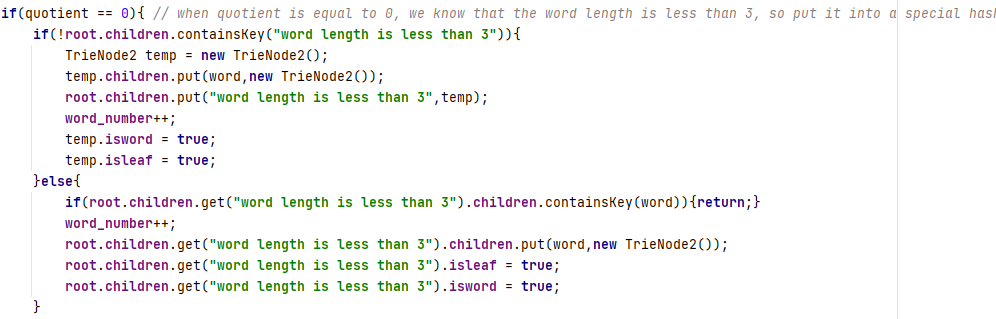 if(quotient == 0){ // when quotient is equal to 0, we know that the word length is less than 3, so put it into a special hash
if(!root.children.containsKey("word length is less than 3")){
TrieNode2 temp = new TrieNode2();
temp.children.put(word,new TrieNode2());
root.children.put("word length is less than 3",temp);
word_number++;
temp.isword = true;
temp.isleaf = true;
}else{
if(root.children.get("word length is less than 3").children.containsKey(word)){return;}
word_number++;
root.children.get("word length is less than 3").children.put(word,new TrieNode2());
root.children.get("word length is less than 3").isleaf = true;
root.children.get("word length is less than 3").isword = true;
}